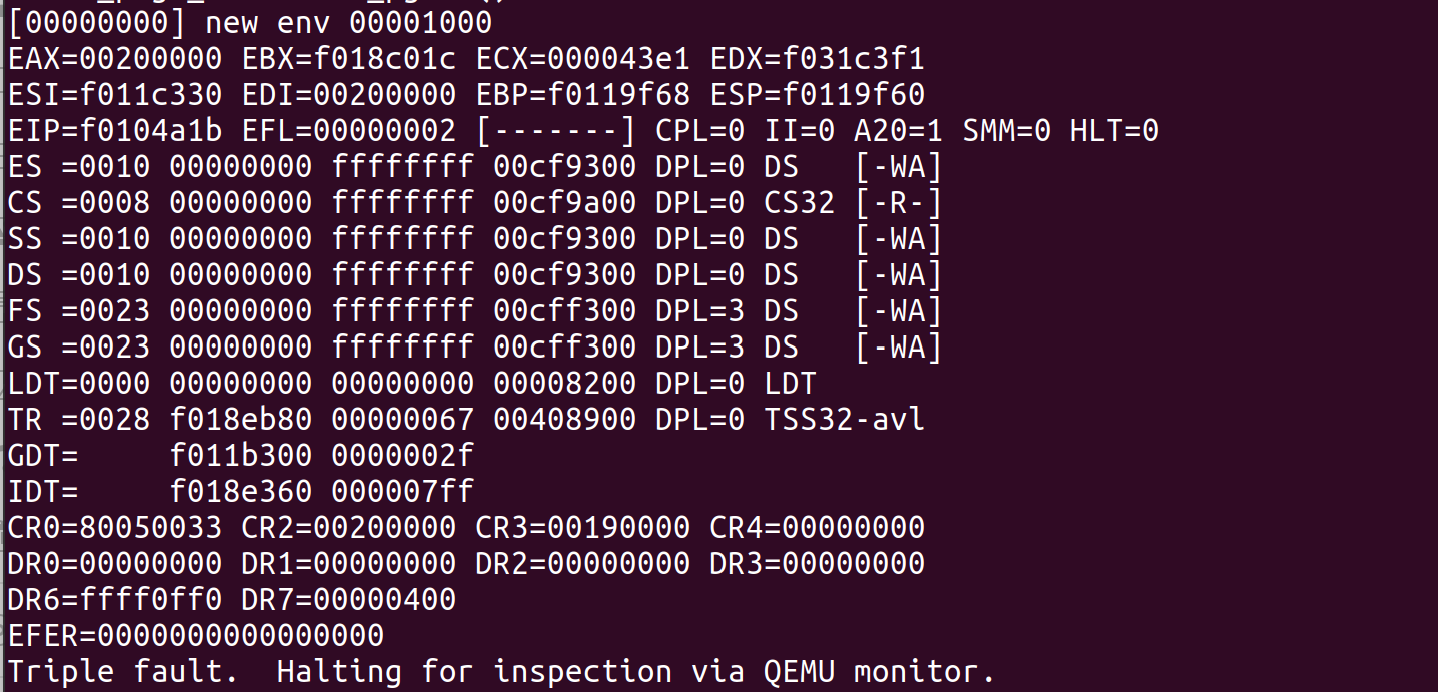 [00000000] new env 00001000
EAX=00200000 EBX=f018c01c ECX=000043e1 EDX=f031c3f1
ESI=f011c330 EDI=00200000 EBP=f0119f68 ESP=f0119f60
EIP=f0104a1b EFL=00000002 [-------] CPL=0 II=0 A20=1 SMM=0 HLT=0
ES =0010 00000000 ffffffff 00cf9300 DPL=0 DS   [-WA]
CS =0008 00000000 ffffffff 00cf9a00 DPL=0 CS32 [-R-]
SS =0010 00000000 ffffffff 00cf9300 DPL=0 DS   [-WA]
DS =0010 00000000 ffffffff 00cf9300 DPL=0 DS   [-WA]
FS =0023 00000000 ffffffff 00cff300 DPL=3 DS   [-WA]
GS =0023 00000000 ffffffff 00cff300 DPL=3 DS   [-WA]
LDT=0000 00000000 00000000 00008200 DPL=0 LDT
TR =0028 f018eb80 00000067 00408900 DPL=0 TSS32-avl
GDT=     f011b300 0000002f
IDT=     f018e360 000007ff
CR0=80050033 CR2=00200000 CR3=00190000 CR4=00000000
DR0=00000000 DR1=00000000 DR2=00000000 DR3=00000000
DR6=ffff0ff0 DR7=00000400
EFER=0000000000000000
Triple fault.  Halting for inspection via QEMU monitor.